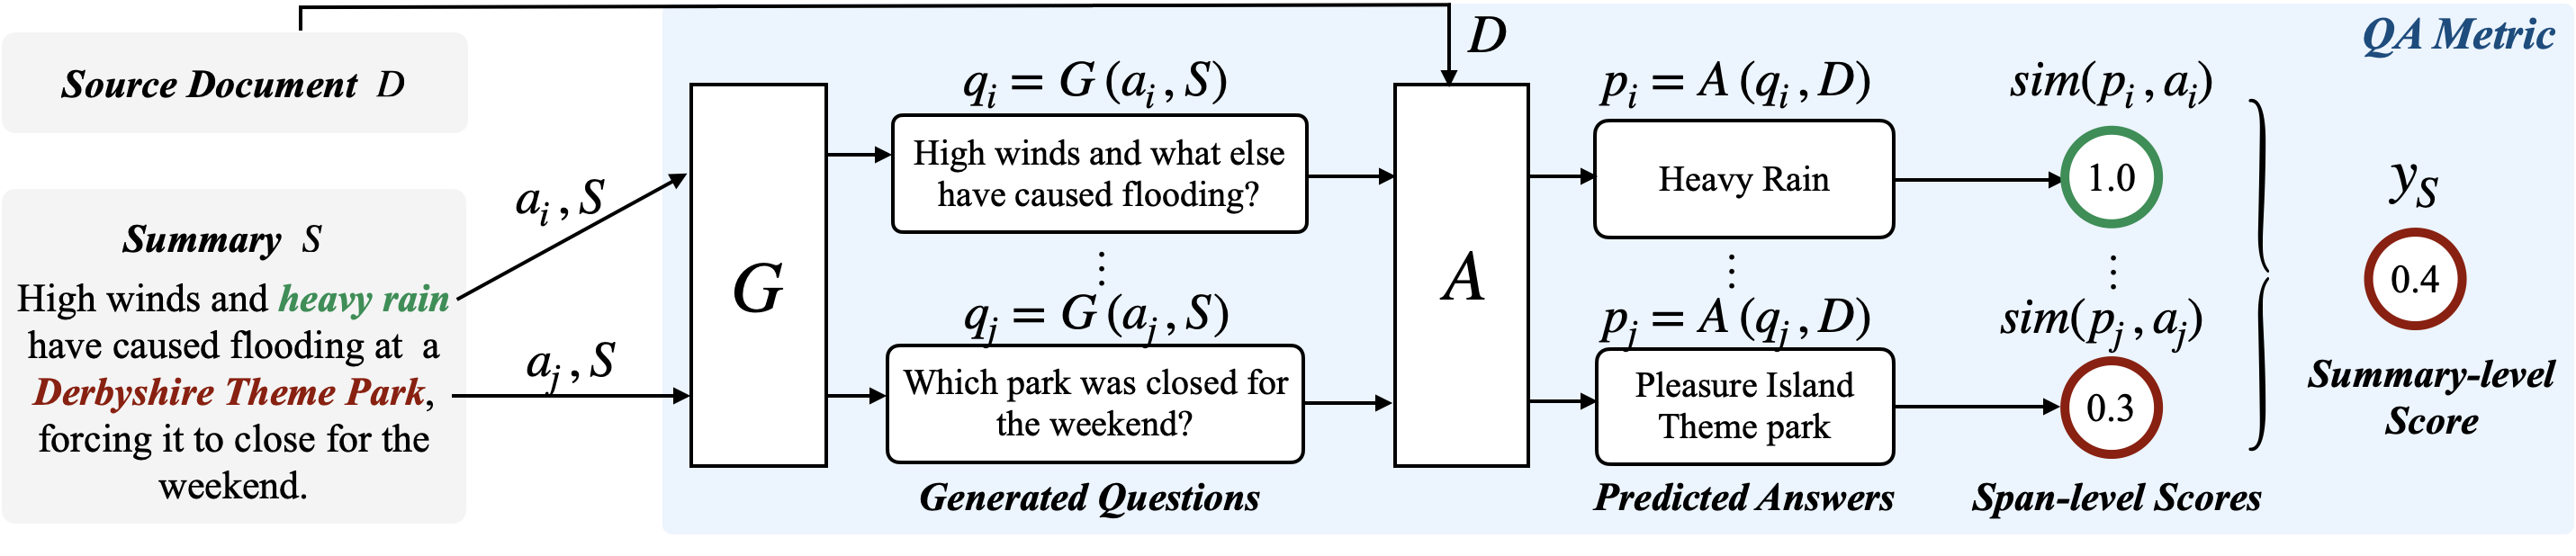 Source Document D
Summary S
High winds and heavy rain
have caused flooding at a
Derbyshire Theme Park,
forcing it to close for the
weekend.
a_i , S
a_j , S
G
q_i = G (a_i , S)
High winds and what else
have caused flooding?
⋮
q_j = G (a_j , S)
Which park was closed for
the weekend?
Generated Questions
D
A
p_i = A (q_i , D)
Heavy Rain
⋮
p_j = A (q_j , D)
Pleasure Island
Theme park
Predicted Answers
sim(p_i , a_i)
1.0
⋮
sim(p_j , a_j)
0.3
Span-level Scores
QA Metric
y_S
0.4
Summary-level
Score